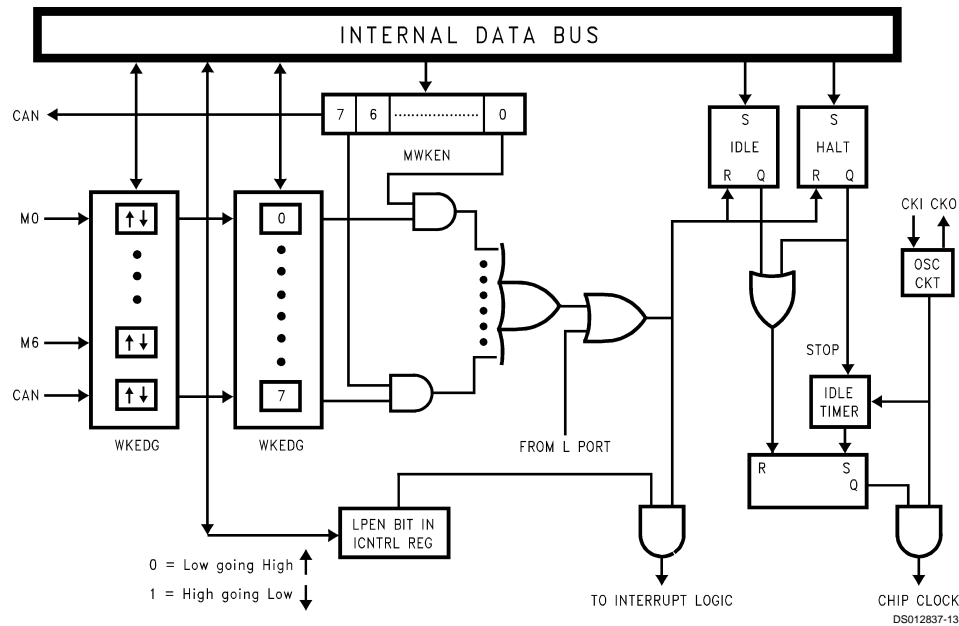 INTERNAL DATA BUS
CAN
7 6 0
MWKEN
S
IDLE
R Q
S
HALT
R Q
CKI CKO
OSC
CKT
M0
0
M6
CAN
7
WKEDG
WKEDG
STOP
IDLE
TIMER
FROM L PORT
R S
Q
LPEN BIT IN
ICNTRL REG
0 = Low going High
1 = High going Low
TO INTERRUPT LOGIC
CHIP CLOCK
DS012837-13